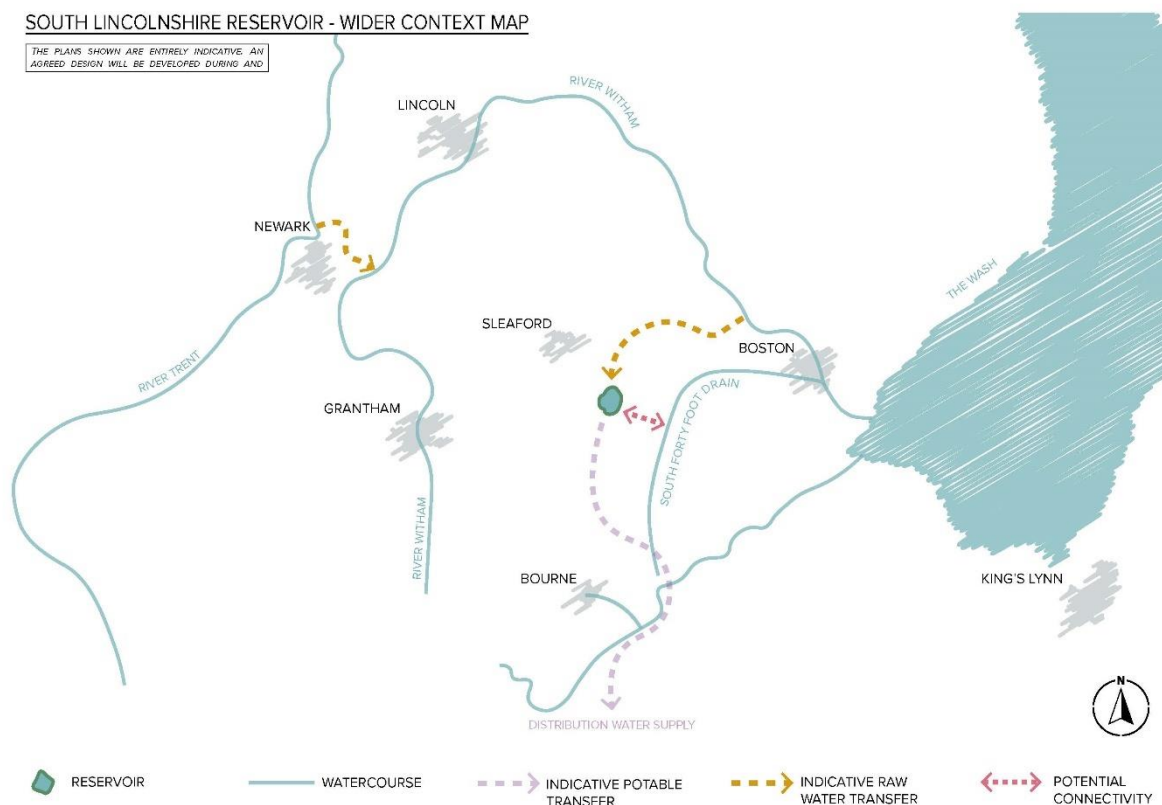 SOUTH LINCOLNSHIRE RESERVOIR - WIDER CONTEXT MAP
THE PLANS SHOWN ARE ENTIRELY INDICATIVE. AN
AGREED DESIGN WILL BE DEVELOPED DURING AND
LINCOLN
RIVER WITHAM
NEWARK
THE WASH
SLEAFORD
BOSTON
RIVER TRENT
GRANTHAM
SOUTH FORTY FOOT DRAIN
RIVER WITHAM
BOURNE
KING'S LYNN
N
DISTRIBUTION WATER SUPPLY
RESERVOIR
WATERCOURSE
INDICATIVE POTABLE
TRANSFER
INDICATIVE RAW
WATER TRANSFER
POTENTIAL
CONNECTIVITY